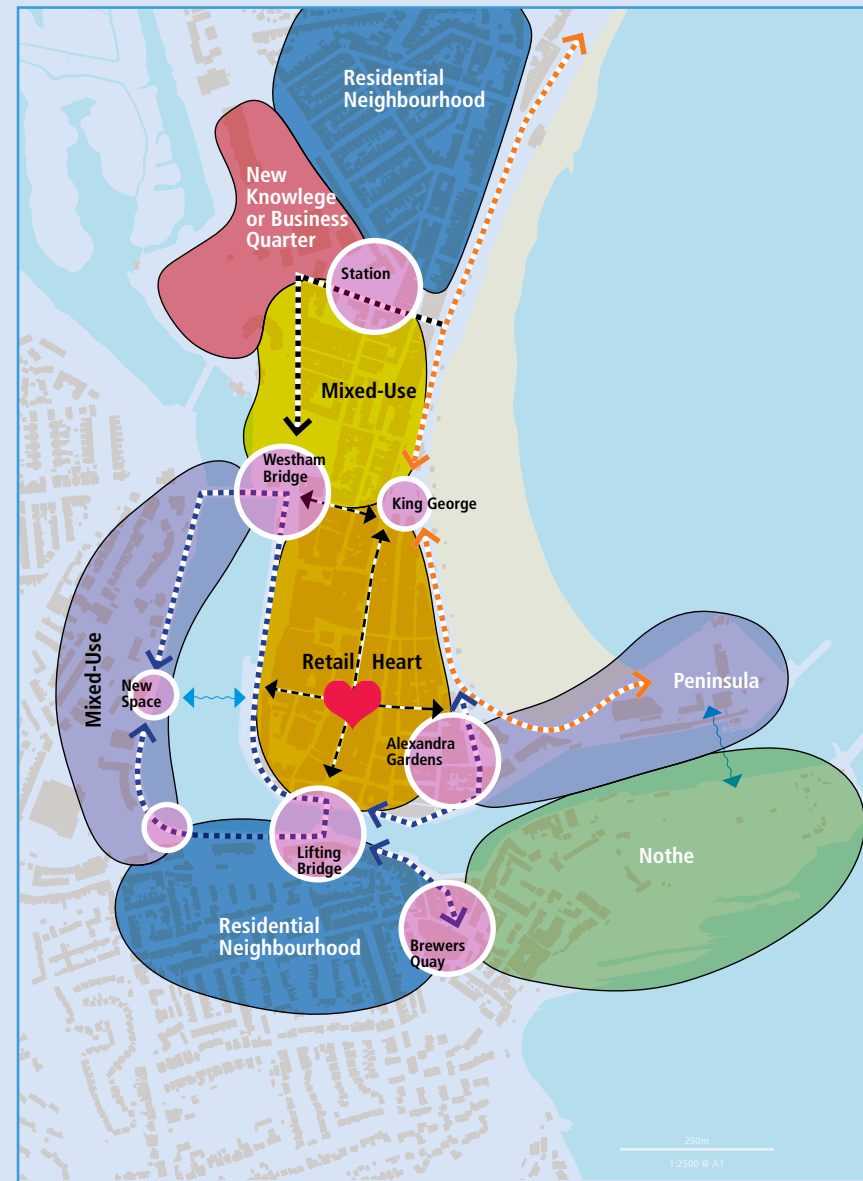 Residential
Neighbourhood
New
Knowlege
or Business
Quarter
Station
Mixed-Use
Westham
Bridge
King George
Retail Heart
Mixed-Use
New
Space
Peninsula
Alexandra
Gardens
Lifting
Bridge
Nothe
Residential
Neighbourhood
Brewers
Quay
250m
1:2500 @ A1